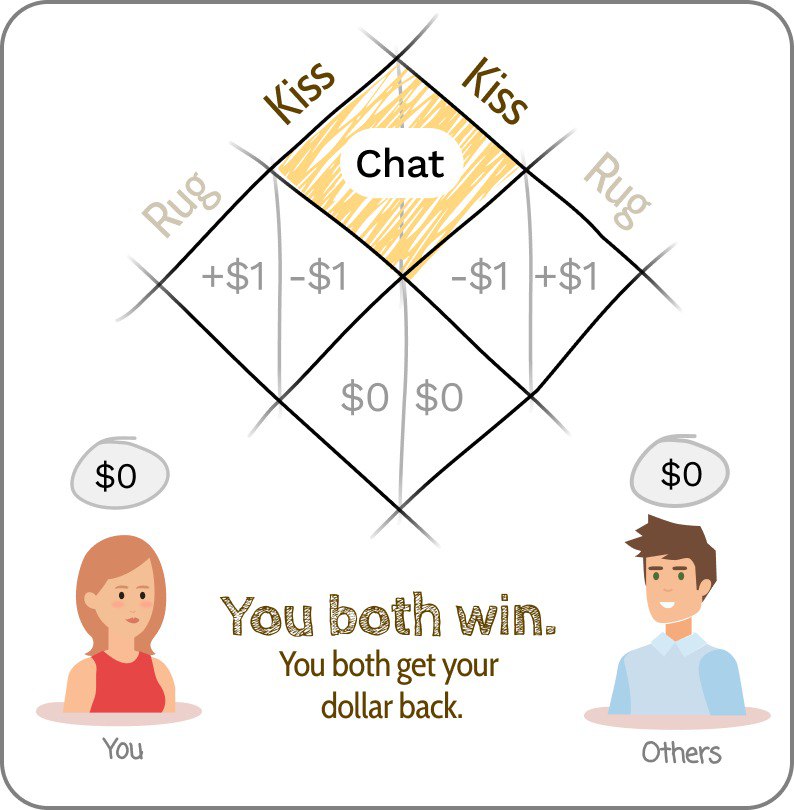 Kiss Kiss
Chat
Rug Rug
+$1 -$1 -$1 +$1
$0 $0
$0 $0
You both win.
You both get your
dollar back.
You Others